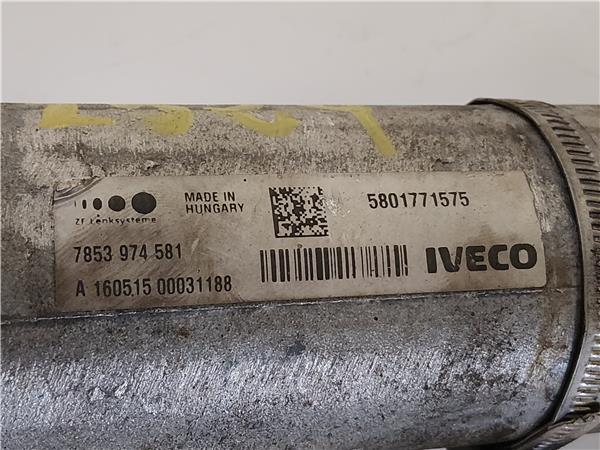 MADE IN
HUNGARY
ZF Lenksysteme
5801771575
7853 974 581
IVECO
A 160515 00031188